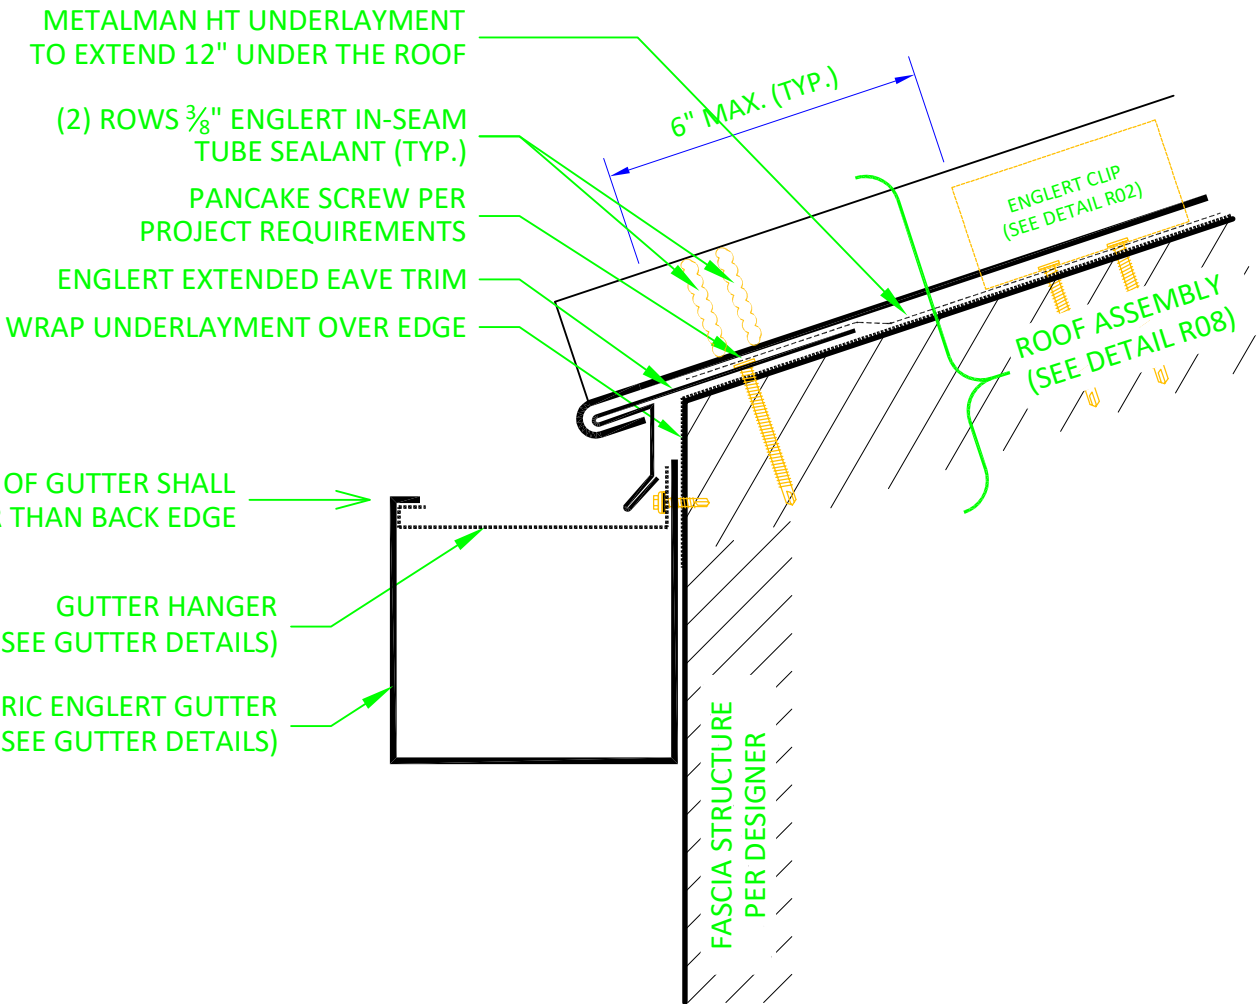 METALMAN HT UNDERLAYMENT
TO EXTEND 12" UNDER THE ROOF
(2) ROWS ⅜" ENGLERT IN-SEAM
TUBE SEALANT (TYP.)
PANCAKE SCREW PER
PROJECT REQUIREMENTS
ENGLERT EXTENDED EAVE TRIM
WRAP UNDERLAYMENT OVER EDGE
OF GUTTER SHALL
THAN BACK EDGE
GUTTER HANGER
SEE GUTTER DETAILS)
RIC ENGLERT GUTTER
SEE GUTTER DETAILS)
6" MAX. (TYP.)
ENGLERT CLIP
(SEE DETAIL R02)
ROOF ASSEMBLY
(SEE DETAIL R08)
FASCIA STRUCTURE
PER DESIGNER